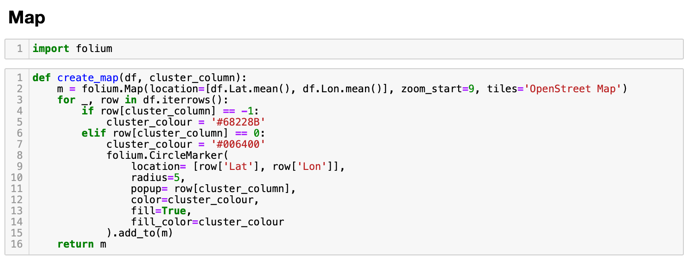 Map
1 import folium
1 def create_map(df, cluster_column):
2     m = folium.Map(location=[df.Lat.mean(), df.Lon.mean()], zoom_start=9, tiles='OpenStreet Map')
3     for _, row in df.iterrows():
4         if row[cluster_column] == -1:
5             cluster_colour = '#68228B'
6         elif row[cluster_column] == 0:
7             cluster_colour = '#006400'
8             folium.CircleMarker(
9                 location= [row['Lat'], row['Lon']],
10                 radius=5,
11                 popup= row[cluster_column],
12                 color=cluster_colour,
13                 fill=True,
14                 fill_color=cluster_colour
15             ).add_to(m)
16     return m